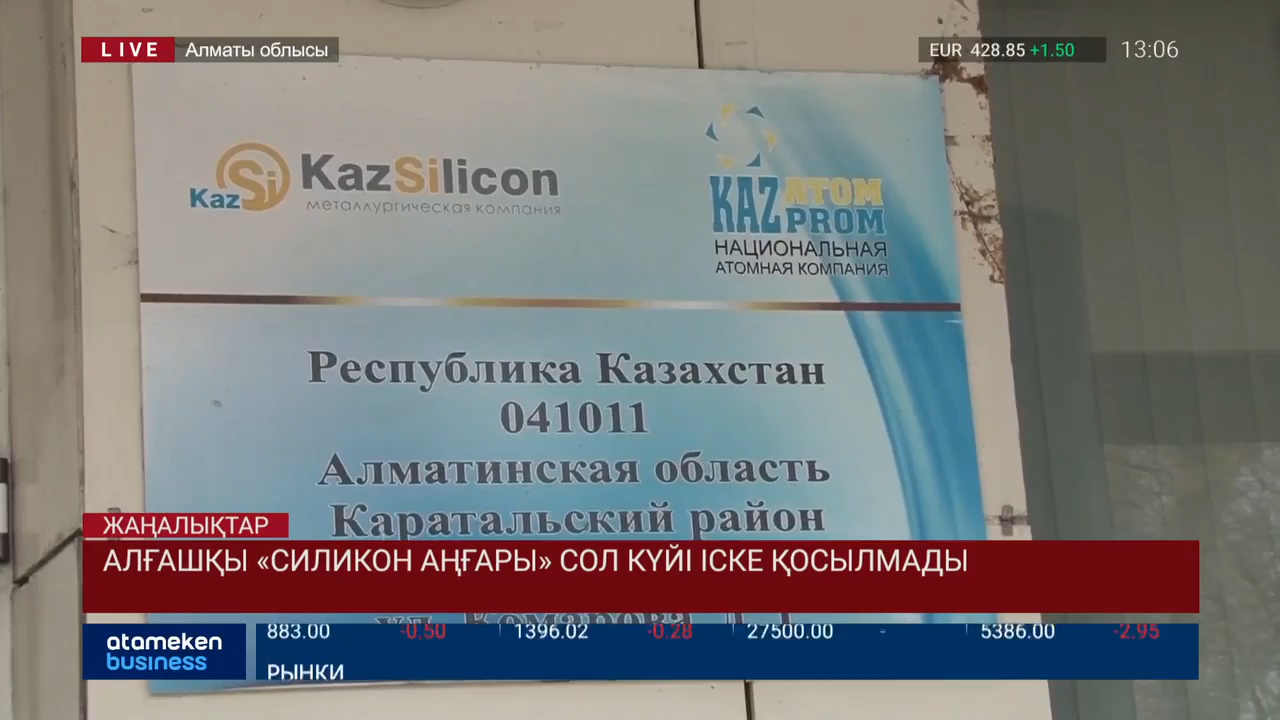 LIVE Алматы облысы
EUR 428.85 +1.50
13:06
Kaz Si
KazSilicon
металлургическая компания
KAZ ATOM PROM
НАЦИОНАЛЬНАЯ
АТОМНАЯ КОМПАНИЯ
Республика Казахстан
041011
Алматинская область
Каратальский район
ЖАҢАЛЫҚТАР
АЛҒАШҚЫ «СИЛИКОН АҢҒАРЫ» СОЛ КҮЙІ ІСКЕ ҚОСЫЛМАДЫ
atameken
business
883.00 -0.50 1396.02 -0.28 27500.00 - 5386.00 -2.95
РЫНКИ